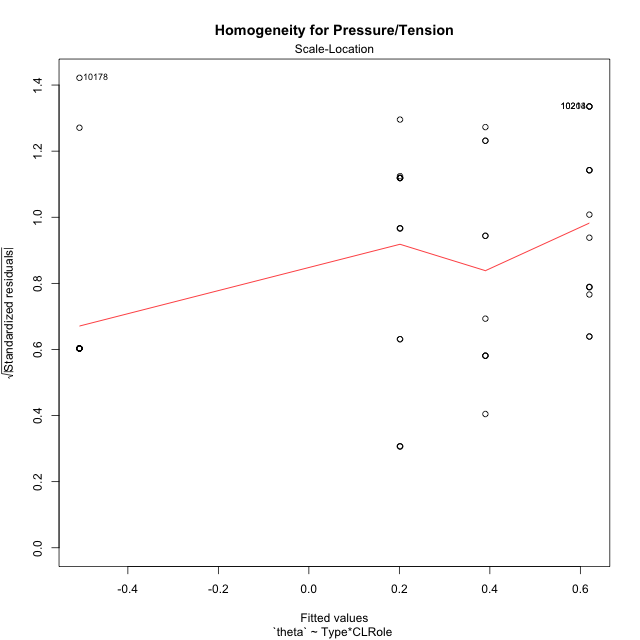 Homogeneity for Pressure/Tension
Scale-Location
10178
1.4
1.2
1.0
0.8
0.6
0.4
0.2
0.0
√|Standardized residuals|
-0.4 -0.2 0.0 0.2 0.4 0.6
Fitted values
`theta` ~ Type*CLRole